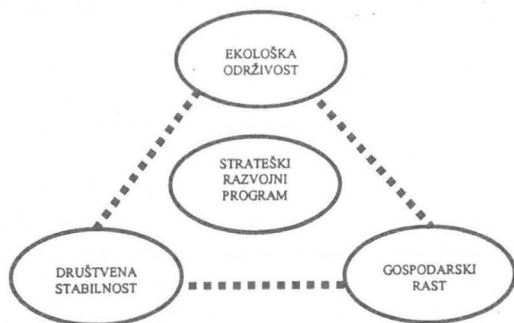 EKOLOŠKA
ODRŽIVOST
STRATEŠKI
RAZVOJNI
PROGRAM
DRUŠTVENA
STABILNOST
GOSPODARSKI
RAST